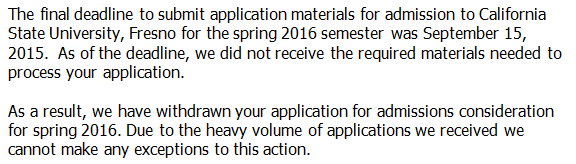 The final deadline to submit application materials for admission to California
State University, Fresno for the spring 2016 semester was September 15,
2015.  As of the deadline, we did not receive the required materials needed to
process your application.

As a result, we have withdrawn your application for admissions consideration
for spring 2016. Due to the heavy volume of applications we received we
cannot make any exceptions to this action.